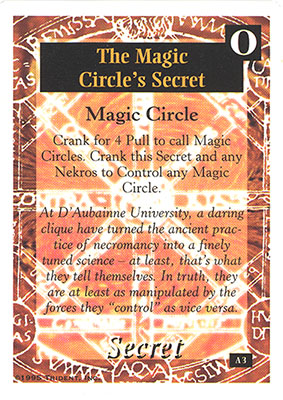 The Magic
Circle's Secret
O
Magic Circle
Crank for 4 Pull to call Magic
Circles. Crank this Secret and any
Nekros to Control any Magic
Circle.
At D'Aubainne University, a daring
clique have turned the ancient prac-
tice of necromancy into a finely
tuned science – at least, that's what
they tell themselves. In truth, they
are at least as manipulated by the
forces they "control" as vice versa.
Secret
A3
©1995 TRIDENT, INC.